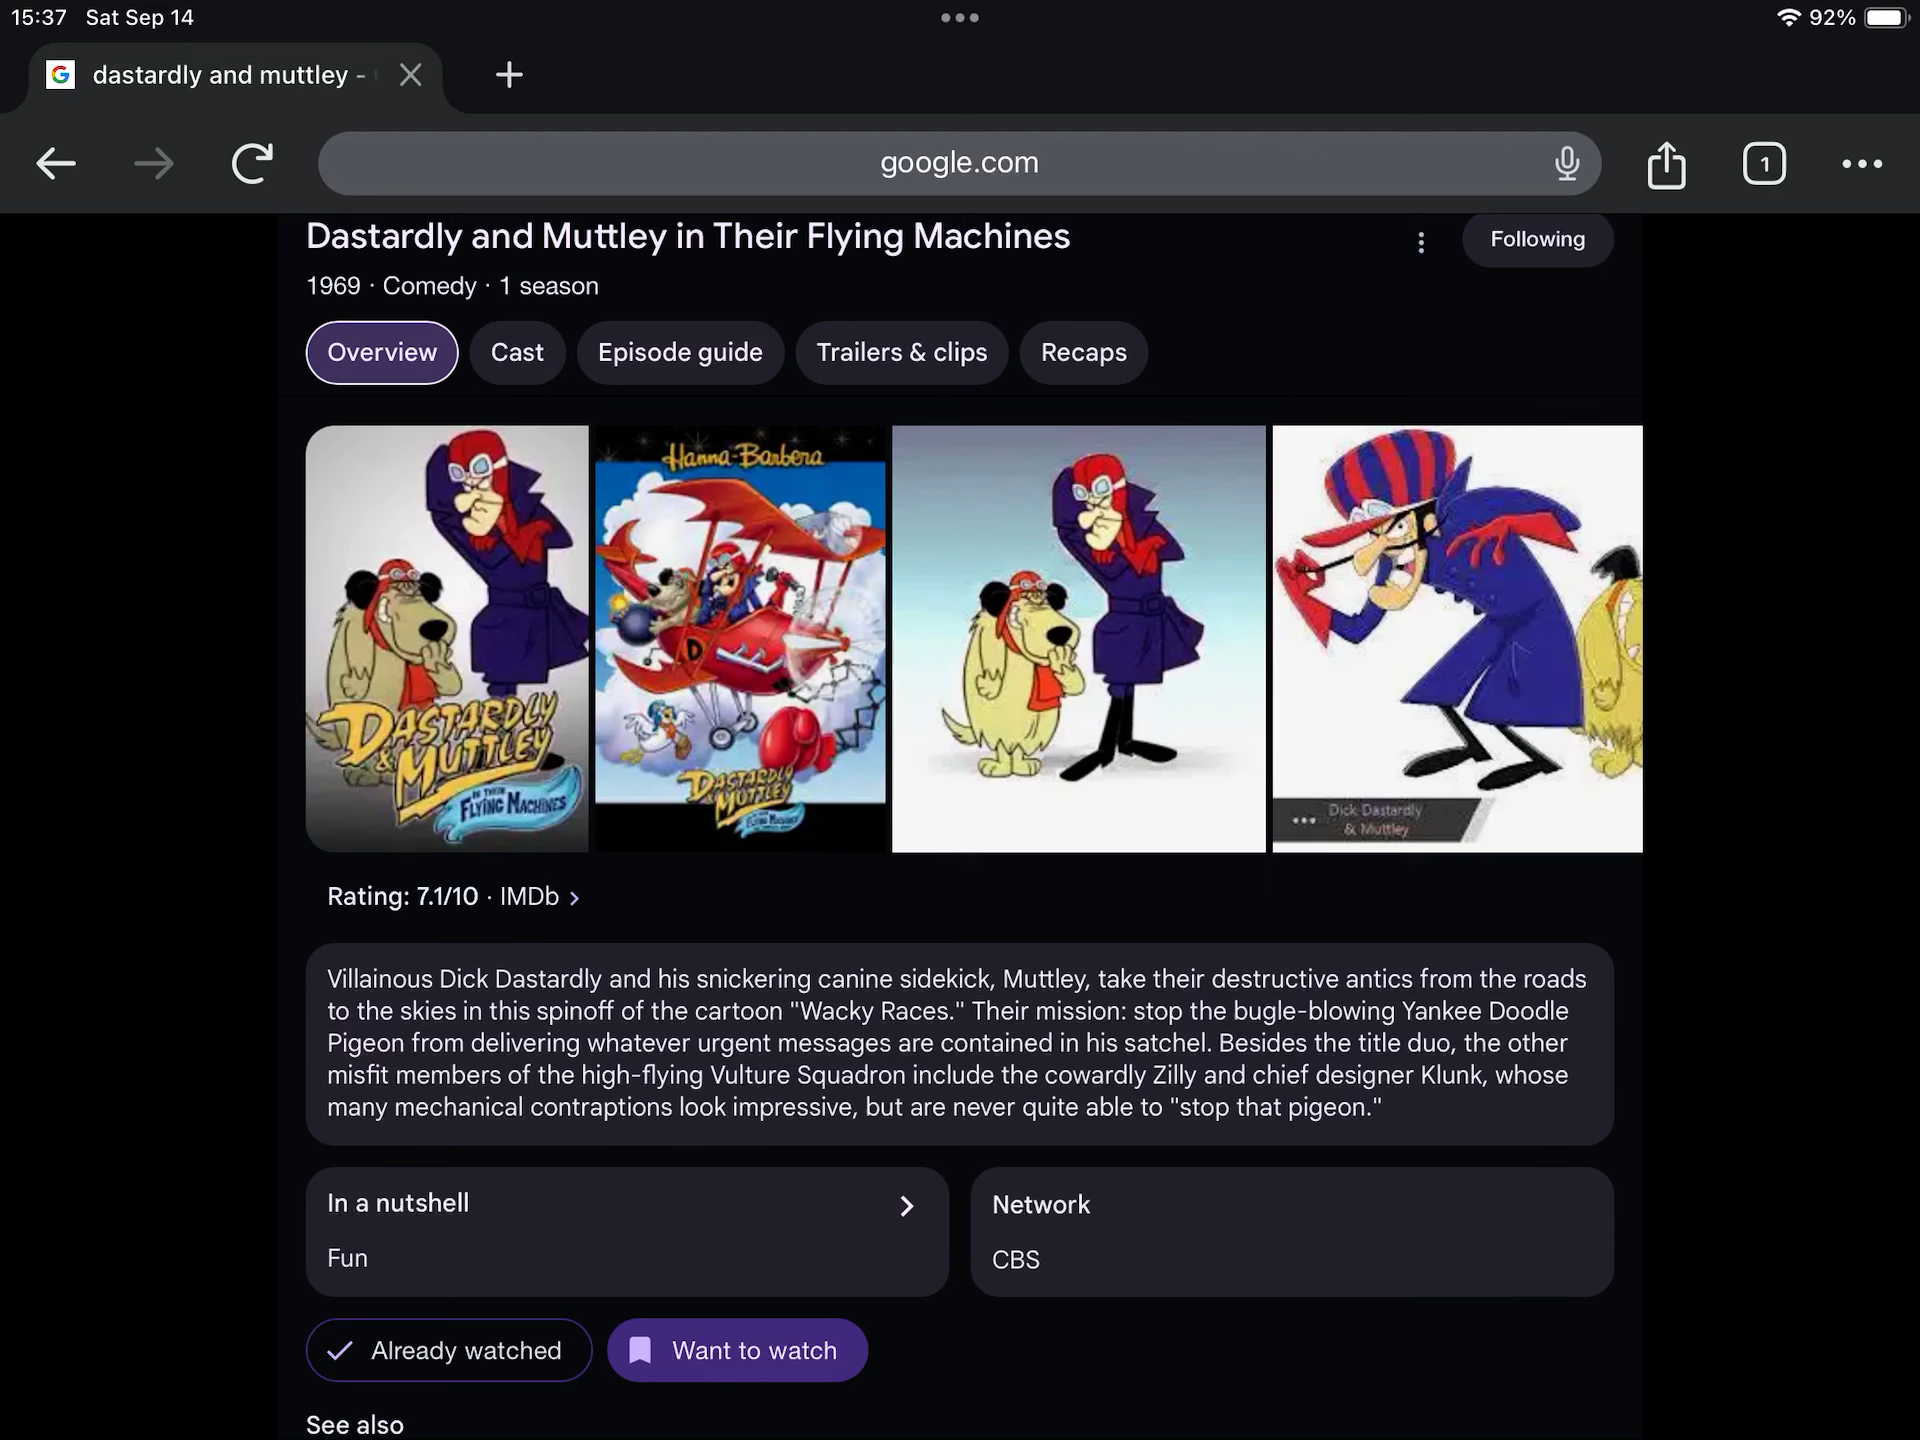 15:37 Sat Sep 14
92%
dastardly and muttley -
google.com
1
Dastardly and Muttley in Their Flying Machines
Following
1969 · Comedy · 1 season
Overview
Cast
Episode guide
Trailers & clips
Recaps
DASTARDLY
& MUTTLEY
IN THEIR
FLYING MACHINES
Hanna-Barbera
D
DASTARDLY
& MUTTLEY
Dick Dastardly
& Muttley
Rating: 7.1/10 · IMDb
Villainous Dick Dastardly and his snickering canine sidekick, Muttley, take their destructive antics from the roads
to the skies in this spinoff of the cartoon "Wacky Races." Their mission: stop the bugle-blowing Yankee Doodle
Pigeon from delivering whatever urgent messages are contained in his satchel. Besides the title duo, the other
misfit members of the high-flying Vulture Squadron include the cowardly Zilly and chief designer Klunk, whose
many mechanical contraptions look impressive, but are never quite able to "stop that pigeon."
In a nutshell
Fun
Network
CBS
Already watched
Want to watch
See also